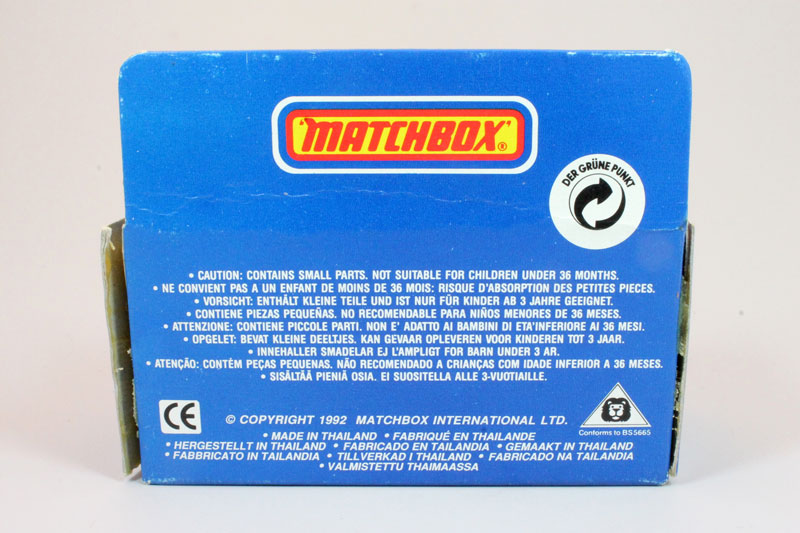 MATCHBOX®
DER GRÜNE PUNKT
• CAUTION: CONTAINS SMALL PARTS. NOT SUITABLE FOR CHILDREN UNDER 36 MONTHS.
• NE CONVIENT PAS A UN ENFANT DE MOINS DE 36 MOIS: RISQUE D'ABSORPTION DES PETITES PIECES.
• VORSICHT: ENTHÄLT KLEINE TEILE UND IST NUR FÜR KINDER AB 3 JAHRE GEEIGNET.
• CONTIENE PIEZAS PEQUEÑAS. NO RECOMENDABLE PARA NIÑOS MENORES DE 36 MESES.
• ATTENZIONE: CONTIENE PICCOLE PARTI. NON E' ADATTO AI BAMBINI DI ETA'INFERIORE AI 36 MESI.
• OPGELET: BEVAT KLEINE DEELTJES. KAN GEVAAR OPLEVEREN VOOR KINDEREN TOT 3 JAAR.
• INNEHALLER SMADELAR EJ LAMPLIGT FOR BARN UNDER 3 AR.
• ATENÇÃO: CONTÉM PEÇAS PEQUENAS. NÃO RECOMENDADO A CRIANÇAS COM IDADE INFERIOR A 36 MESES.
• SISÄLTÄÄ PIENIÄ OSIA. EI SUOSITELLA ALLE 3-VUOTIAILLE.
CE
© COPYRIGHT 1992 MATCHBOX INTERNATIONAL LTD.
Conforms to BS5665
• MADE IN THAILAND • FABRIQUÉ EN THAILANDE
• HERGESTELLT IN THAILAND • FABRICADO EN TAILANDIA • GEMAAKT IN THAILAND
• FABBRICATO IN TAILANDIA • TILLVERKAD I THAILAND • FABRICADO NA TAILANDIA
• VALMISTETTU THAIMAASSA